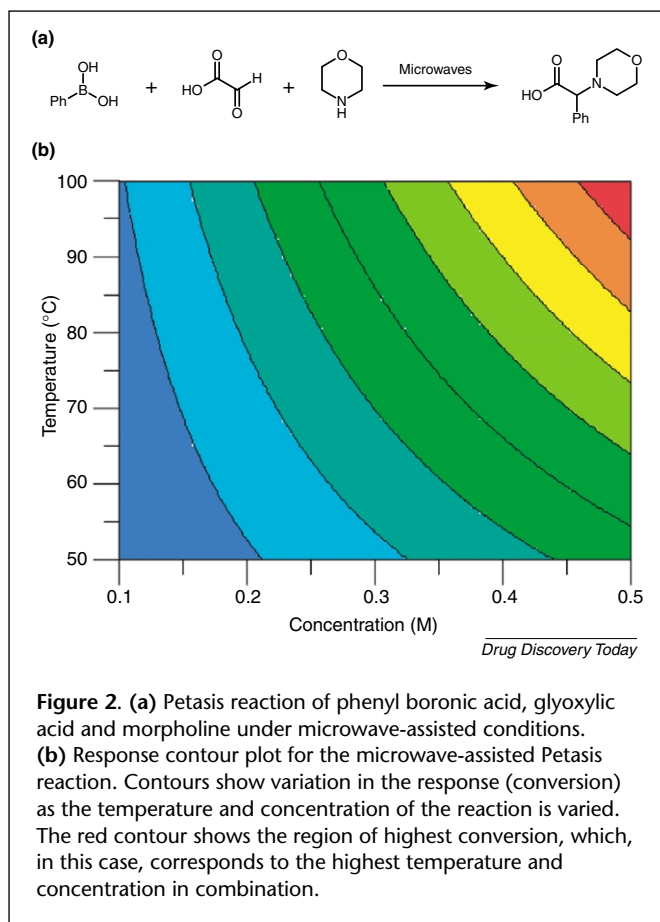 (a)
OH
B
Ph
OH
+
O
HO
H
O
+
O
N
H
Microwaves
O
HO
N
O
Ph
(b)
100
90
80
70
60
50
Temperature (°C)
0.1 0.2 0.3 0.4 0.5
Concentration (M)
Drug Discovery Today
Figure 2. (a) Petasis reaction of phenyl boronic acid, glyoxylic
acid and morpholine under microwave-assisted conditions.
(b) Response contour plot for the microwave-assisted Petasis
reaction. Contours show variation in the response (conversion)
as the temperature and concentration of the reaction is varied.
The red contour shows the region of highest conversion, which,
in this case, corresponds to the highest temperature and
concentration in combination.